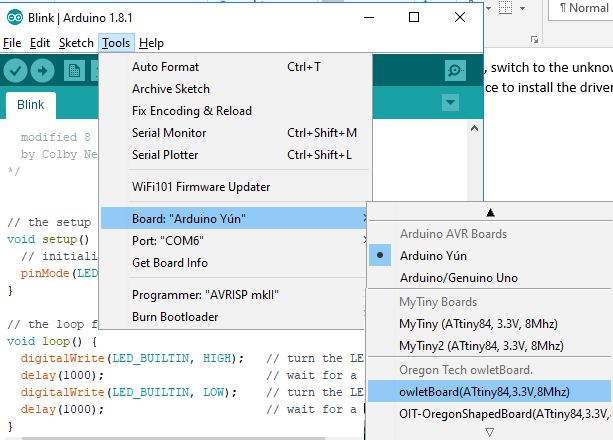 Blink | Arduino 1.8.1
¶ Normal
File Edit Sketch Tools Help
, switch to the unknow
ce to install the driver
Blink
modified 8
by Colby Ne
*/
// the setup
void setup()
// initiali
pinMode(LED
}
// the loop f
void loop() {
digitalWrite(LED_BUILTIN, HIGH); // turn the LE
delay(1000); // wait for a
digitalWrite(LED_BUILTIN, LOW); // turn the LE
delay(1000); // wait for a
}
Auto Format Ctrl+T
Archive Sketch
Fix Encoding & Reload
Serial Monitor Ctrl+Shift+M
Serial Plotter Ctrl+Shift+L
WiFi101 Firmware Updater
Board: "Arduino Yún"
Port: "COM6"
Get Board Info
Programmer: "AVRISP mkII"
Burn Bootloader
Arduino AVR Boards
Arduino Yún
Arduino/Genuino Uno
MyTiny Boards
MyTiny (ATtiny84, 3.3V, 8Mhz)
MyTiny2 (ATtiny84, 3.3V, 8Mhz)
Oregon Tech owletBoard.
owletBoard(ATtiny84,3.3V,8Mhz)
OIT-OregonShapedBoard(ATtiny84,3.3V,8